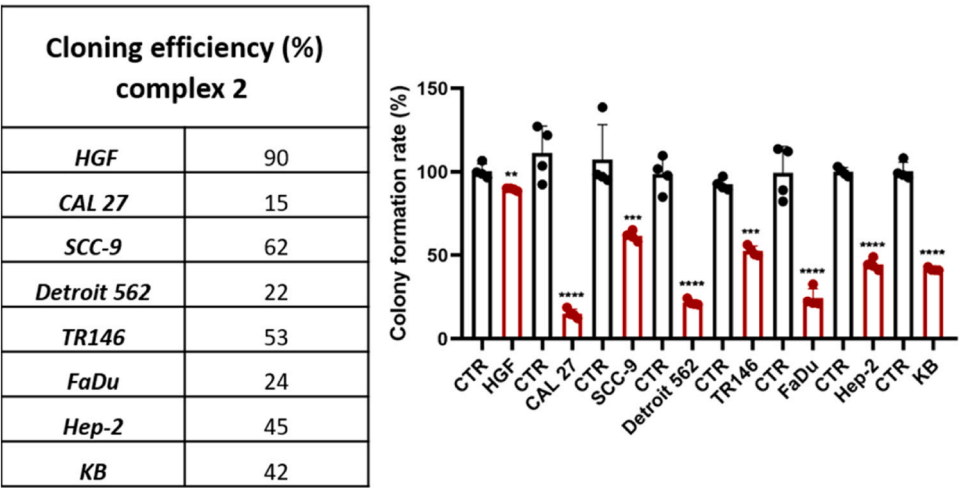 Cloning efficiency (%)
complex 2
HGF 90
CAL 27 15
SCC-9 62
Detroit 562 22
TR146 53
FaDu 24
Hep-2 45
KB 42
Colony formation rate (%)
150
100
50
0
**
****
***
****
***
****
****
****
CTR
HGF
CTR
CAL 27
CTR
SCC-9
CTR
Detroit 562
CTR
TR146
CTR
FaDu
CTR
Hep-2
CTR
KB